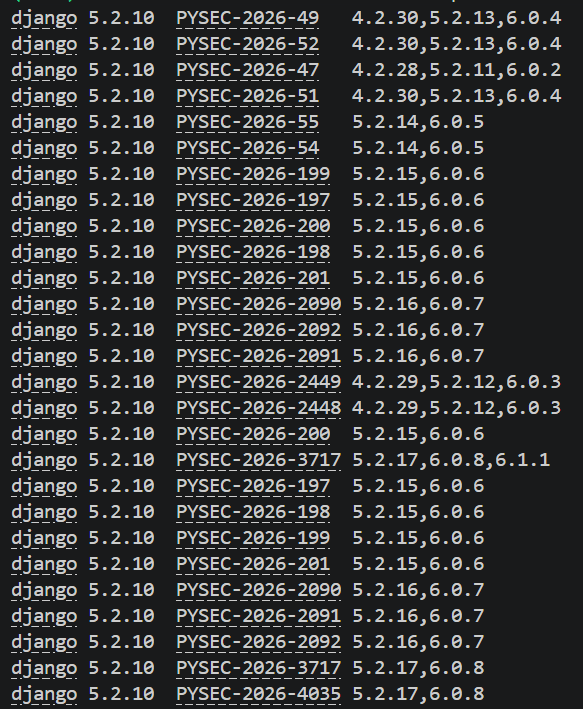 django 5.2.10 PYSEC-2026-49 4.2.30,5.2.13,6.0.4
django 5.2.10 PYSEC-2026-52 4.2.30,5.2.13,6.0.4
django 5.2.10 PYSEC-2026-47 4.2.28,5.2.11,6.0.2
django 5.2.10 PYSEC-2026-51 4.2.30,5.2.13,6.0.4
django 5.2.10 PYSEC-2026-55 5.2.14,6.0.5
django 5.2.10 PYSEC-2026-54 5.2.14,6.0.5
django 5.2.10 PYSEC-2026-199 5.2.15,6.0.6
django 5.2.10 PYSEC-2026-197 5.2.15,6.0.6
django 5.2.10 PYSEC-2026-200 5.2.15,6.0.6
django 5.2.10 PYSEC-2026-198 5.2.15,6.0.6
django 5.2.10 PYSEC-2026-201 5.2.15,6.0.6
django 5.2.10 PYSEC-2026-2090 5.2.16,6.0.7
django 5.2.10 PYSEC-2026-2092 5.2.16,6.0.7
django 5.2.10 PYSEC-2026-2091 5.2.16,6.0.7
django 5.2.10 PYSEC-2026-2449 4.2.29,5.2.12,6.0.3
django 5.2.10 PYSEC-2026-2448 4.2.29,5.2.12,6.0.3
django 5.2.10 PYSEC-2026-200 5.2.15,6.0.6
django 5.2.10 PYSEC-2026-3717 5.2.17,6.0.8,6.1.1
django 5.2.10 PYSEC-2026-197 5.2.15,6.0.6
django 5.2.10 PYSEC-2026-198 5.2.15,6.0.6
django 5.2.10 PYSEC-2026-199 5.2.15,6.0.6
django 5.2.10 PYSEC-2026-201 5.2.15,6.0.6
django 5.2.10 PYSEC-2026-2090 5.2.16,6.0.7
django 5.2.10 PYSEC-2026-2091 5.2.16,6.0.7
django 5.2.10 PYSEC-2026-2092 5.2.16,6.0.7
django 5.2.10 PYSEC-2026-3717 5.2.17,6.0.8
django 5.2.10 PYSEC-2026-4035 5.2.17,6.0.8